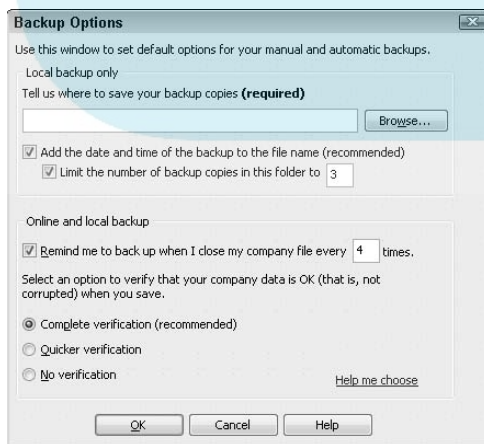 Backup Options
Use this window to set default options for your manual and automatic backups.
Local backup only
Tell us where to save your backup copies (required)
Browse...
Add the date and time of the backup to the file name (recommended)
Limit the number of backup copies in this folder to 3
Online and local backup
Remind me to back up when I close my company file every 4 times.
Select an option to verify that your company data is OK (that is, not
corrupted) when you save.
Complete verification (recommended)
Quicker verification
No verification
Help me choose
OK Cancel Help